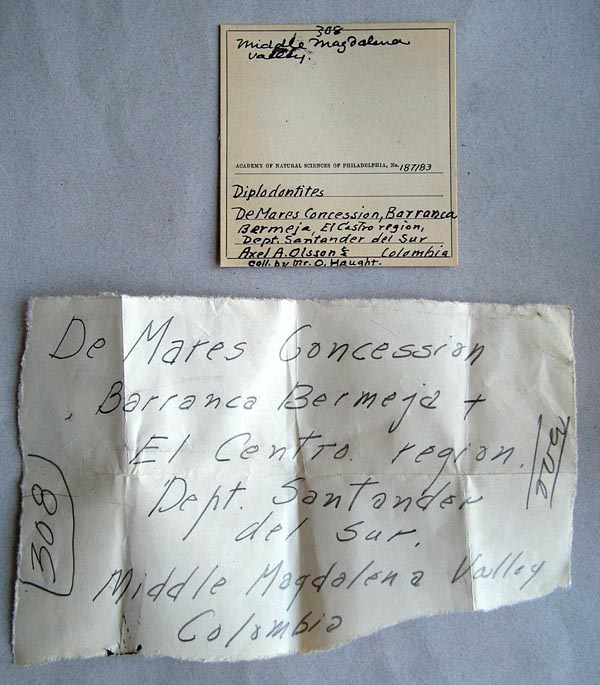 308
Middle Magdalena
Valley.
ACADEMY OF NATURAL SCIENCES OF PHILADELPHIA, No. 187183
Diplodontites
De Mares Concession, Barranca
Bermeja, El Castro region,
Dept. Santander del Sur
Axel A. Olsson & Colombia
coll. by Mr. O. Haught.
De Mares Concession
Barranca Bermeja +
El Centro region.
Dept. Santander
del Sur.
Middle Magdalena Valley
Colombia
308